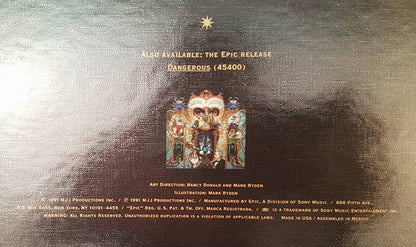 Also available: the Epic release
Dangerous (45400)
Art Direction: Nancy Donald and Mark Ryden
Illustration: Mark Ryden
© 1991 MJJ Productions Inc. / ℗ 1991 MJJ Productions Inc. / Manufactured by Epic, A Division of Sony Music / 666 Fifth Ave.
P.O. Box 4455, New York, NY 10101-4455 / "Epic" Reg. U.S. Pat. & Tm. Off. Marca Registrada. / is a trademark of Sony Music Entertainment Inc.
Warning: All Rights Reserved. Unauthorized duplication is a violation of applicable laws. Made in USA / Assembled in Mexico